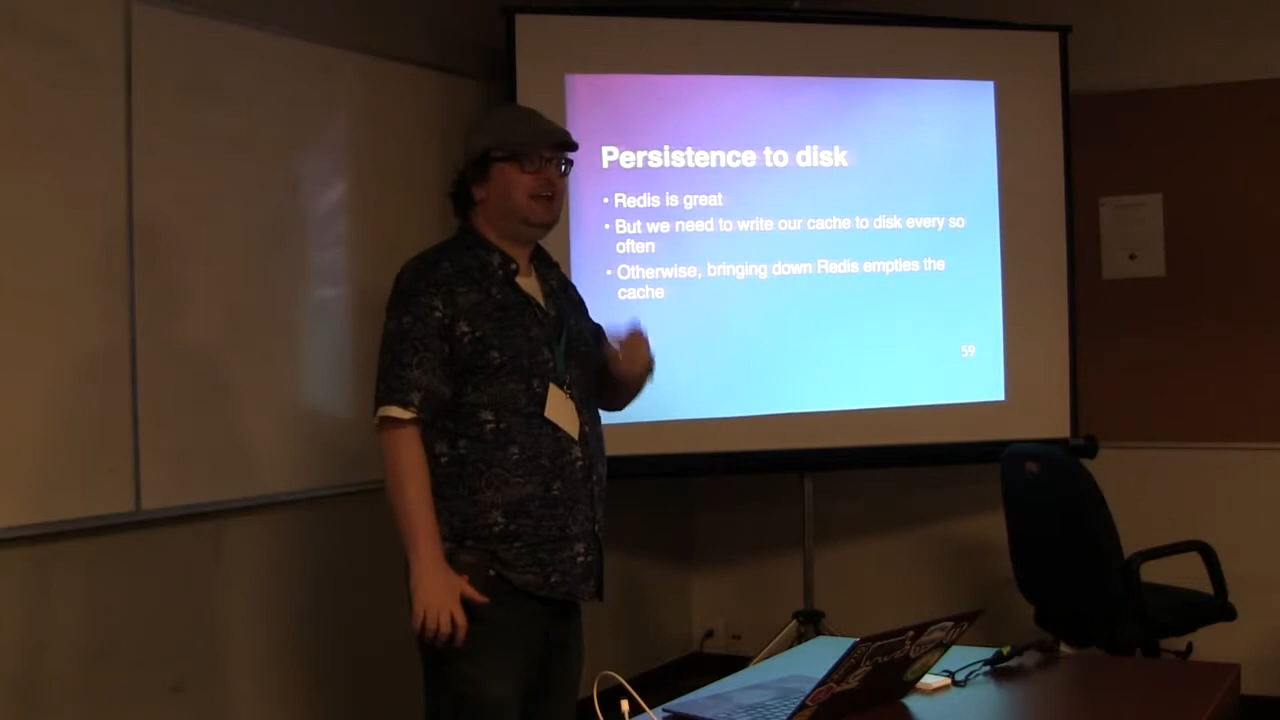 Persistence to disk
• Redis is great
• But we need to write our cache to disk every so
often
• Otherwise, bringing down Redis empties the
cache
59